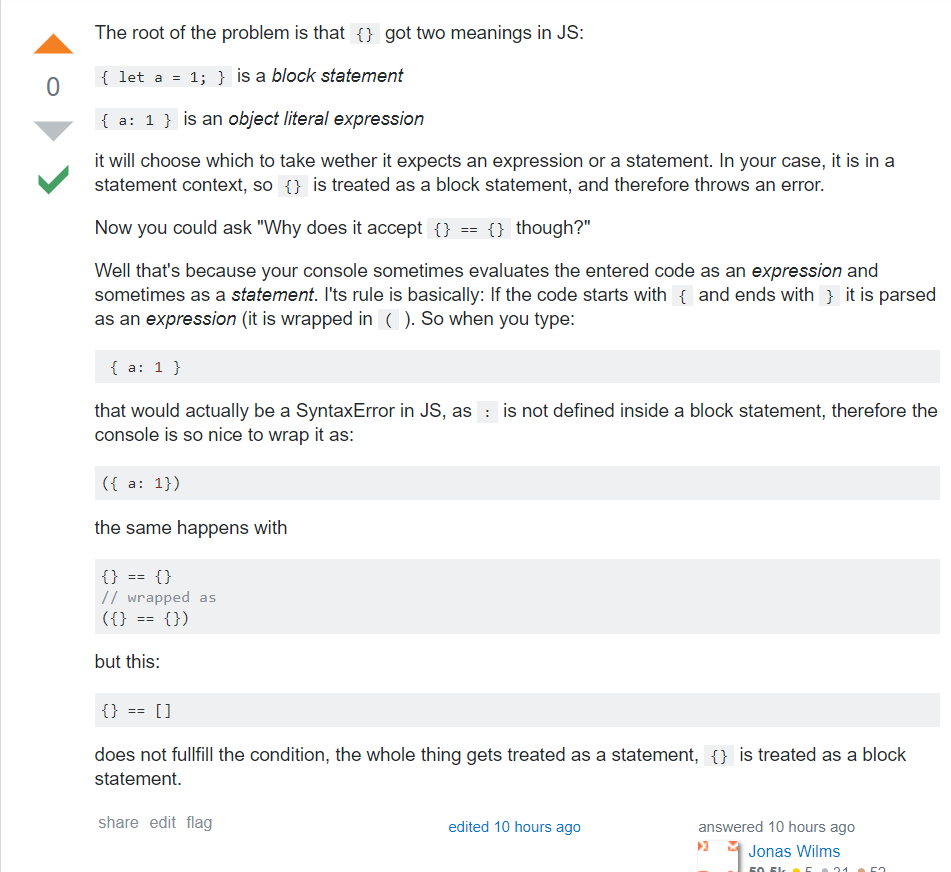 The root of the problem is that {} got two meanings in JS:
0
{ let a = 1; } is a block statement
{ a: 1 } is an object literal expression
it will choose which to take wether it expects an expression or a statement. In your case, it is in a
statement context, so {} is treated as a block statement, and therefore throws an error.
Now you could ask "Why does it accept {} == {} though?"
Well that's because your console sometimes evaluates the entered code as an expression and
sometimes as a statement. I'ts rule is basically: If the code starts with { and ends with } it is parsed
as an expression (it is wrapped in ( ). So when you type:
{ a: 1 }
that would actually be a SyntaxError in JS, as : is not defined inside a block statement, therefore the
console is so nice to wrap it as:
({ a: 1})
the same happens with
{} == {}
// wrapped as
({} == {})
but this:
{} == []
does not fullfill the condition, the whole thing gets treated as a statement, {} is treated as a block
statement.
share edit flag
edited 10 hours ago
answered 10 hours ago
Jonas Wilms